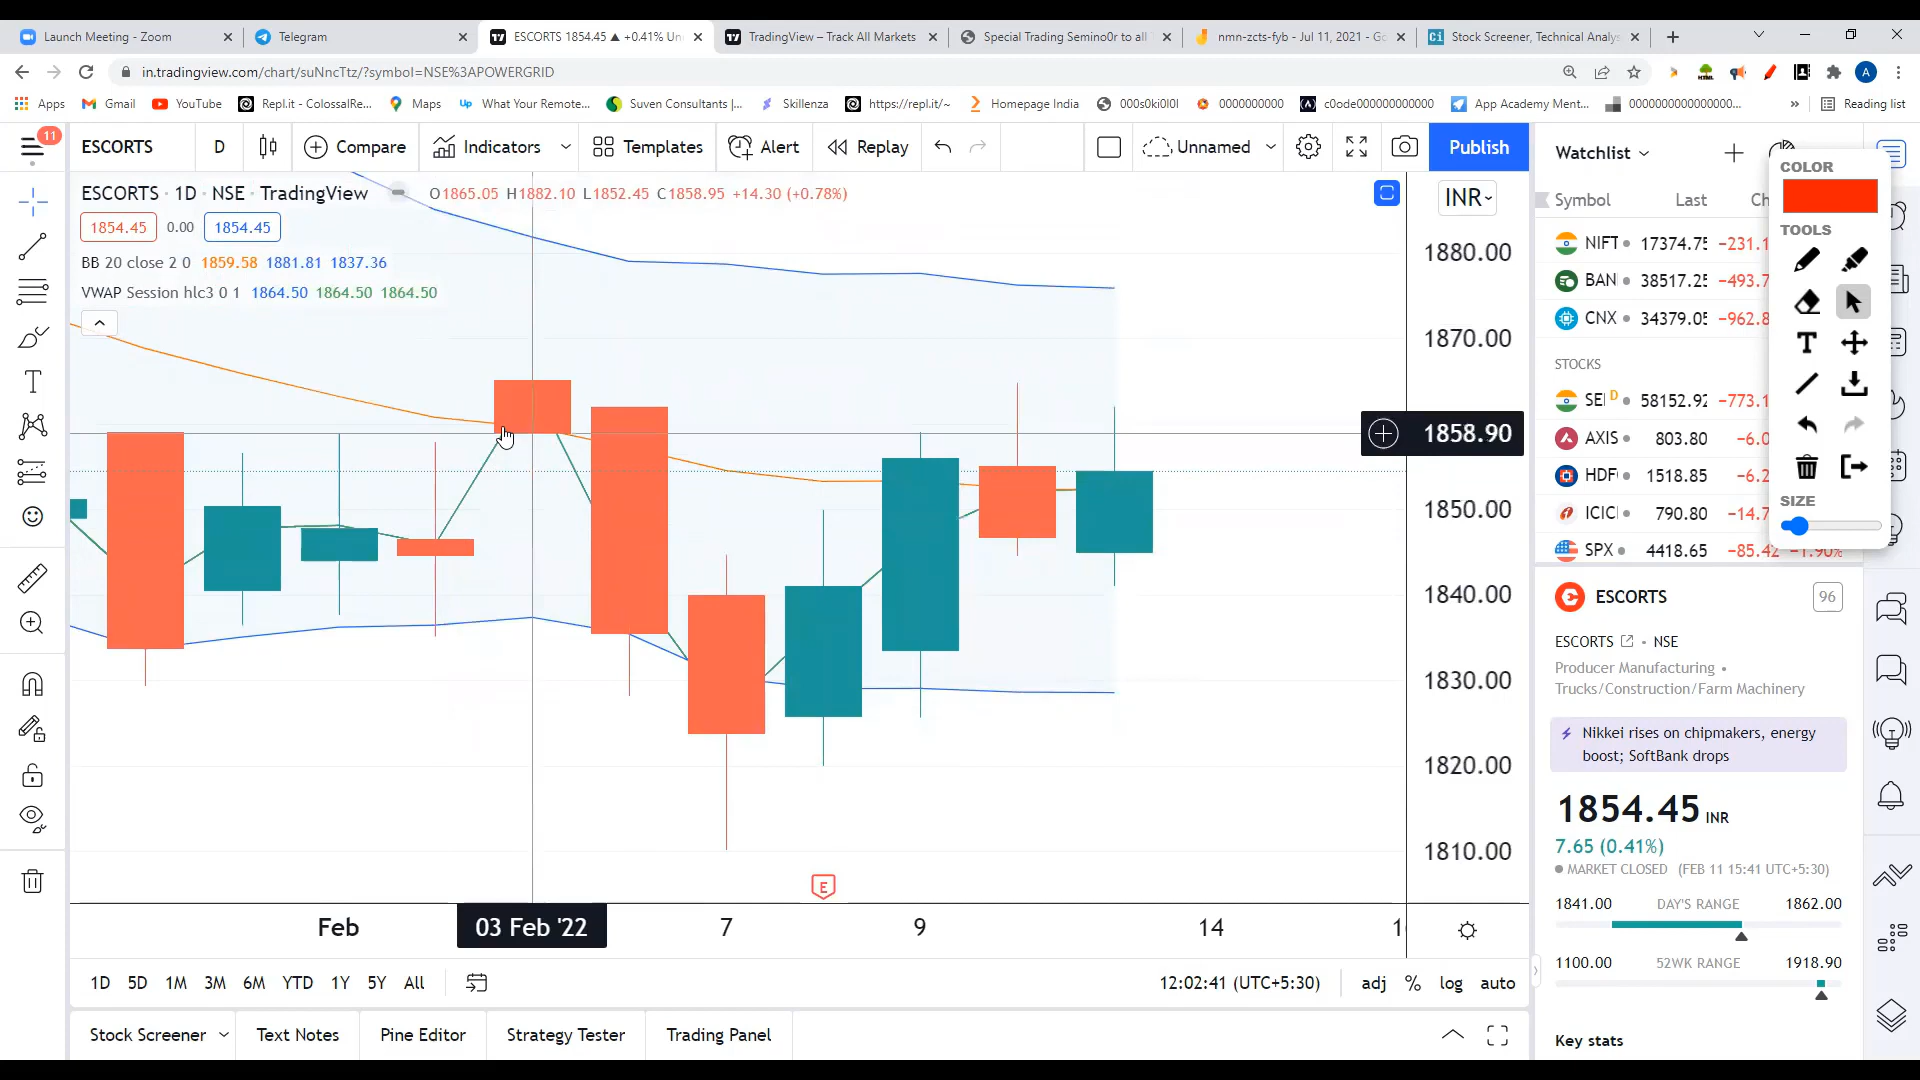 Launch Meeting - Zoom
Telegram
ESCORTS 1854.45 ▲ +0.41% Un
TradingView – Track All Markets
Special Trading Semino0r to all
nmn-zcts-fyb - Jul 11, 2021 - Go
Stock Screener, Technical Analys
in.tradingview.com/chart/suNncTtz/?symbol=NSE%3APOWERGRID
A
Apps
Gmail
YouTube
Repl.it - ColossalRe...
Maps
Up What Your Remote...
Suven Consultants |...
Skillenza
https://repl.it/~
Homepage India
000s0ki0l0l
0000000000
c0ode000000000000
App Academy Ment...
0000000000000000...
Reading list
11
ESCORTS
D
Compare
Indicators
Templates
Alert
Replay
Unnamed
Publish
ESCORTS · 1D · NSE · TradingView
O1865.05 H1882.10 L1852.45 C1858.95 +14.30 (+0.78%)
1854.45 0.00 1854.45
BB 20 close 2 0 1859.58 1881.81 1837.36
VWAP Session hlc3 0 1 1864.50 1864.50 1864.50
INR
1880.00
1870.00
1858.90
1850.00
1840.00
1830.00
1820.00
1810.00
E
Feb
03 Feb '22
7
9
14
1D 5D 1M 3M 6M YTD 1Y 5Y All
12:02:41 (UTC+5:30)
adj % log auto
Stock Screener
Text Notes
Pine Editor
Strategy Tester
Trading Panel
Watchlist
Symbol Last Ch
NIFT 17374.75 −231.1
BAN 38517.25 −493.7
CNX 34379.05 −962.8
STOCKS
SEI D 58152.92 −773.1
AXIS 803.80 −6.0
HDF 1518.85 −6.2
ICIC 790.80 −14.7
SPX 4418.65 −85.42 −1.90%
COLOR
TOOLS
T
SIZE
ESCORTS
96
ESCORTS · NSE
Producer Manufacturing •
Trucks/Construction/Farm Machinery
Nikkei rises on chipmakers, energy
boost; SoftBank drops
1854.45 INR
7.65 (0.41%)
MARKET CLOSED (FEB 11 15:41 UTC+5:30)
1841.00 DAY'S RANGE 1862.00
1100.00 52WK RANGE 1918.90
Key stats